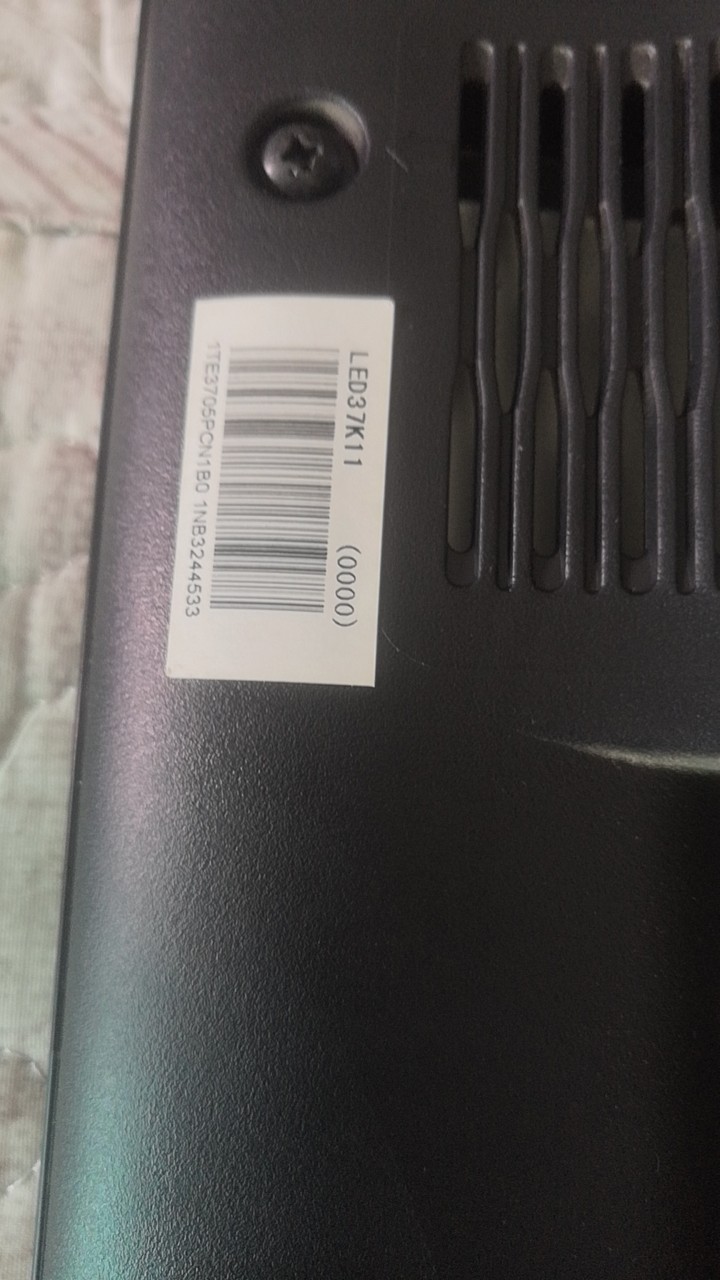 LED37K11 (0000)
1TE3705PCN1B0 1NB3244533